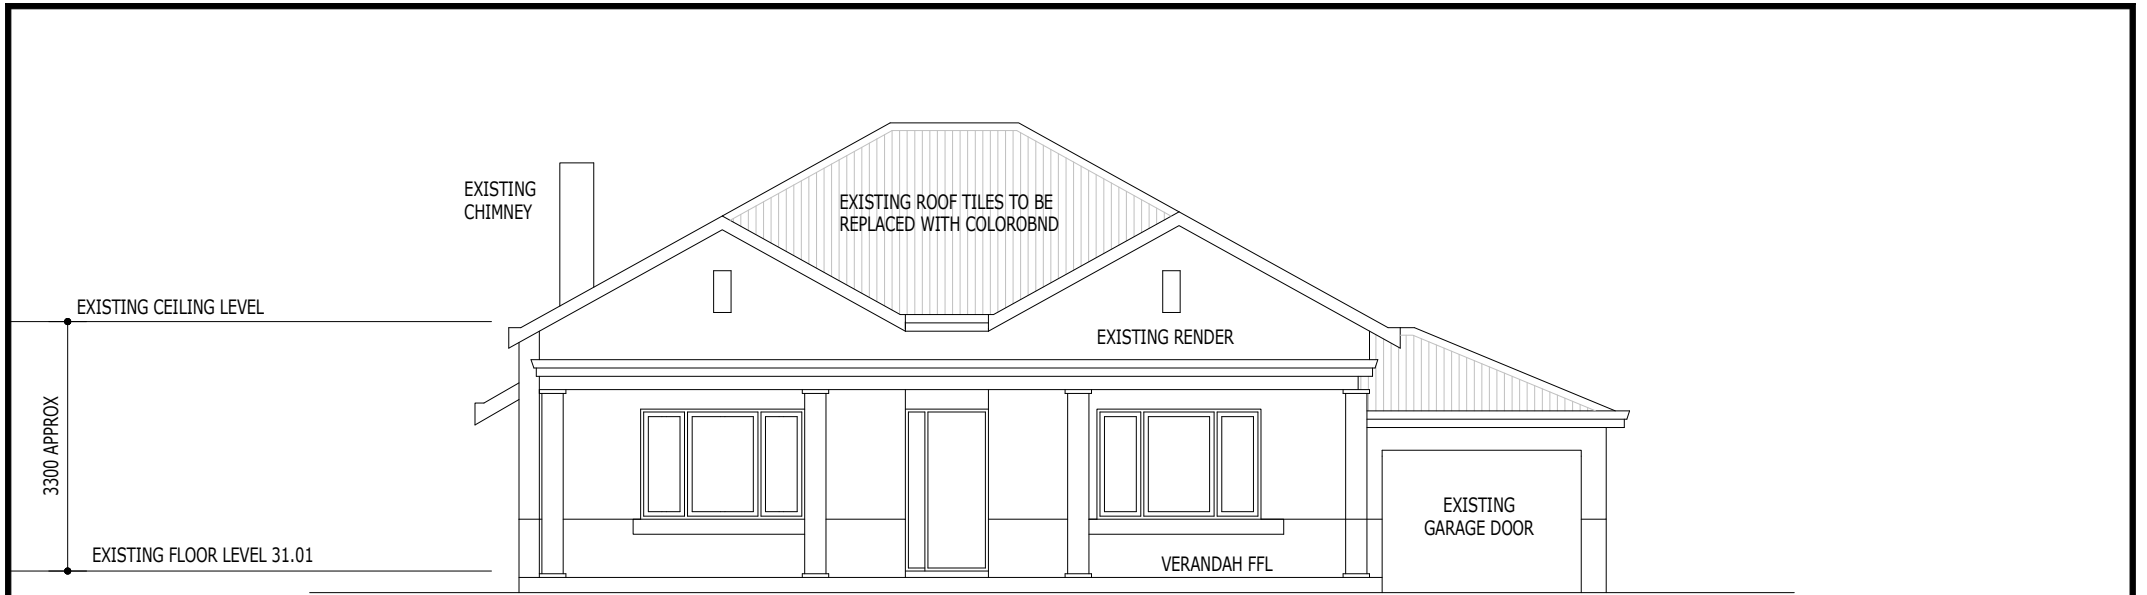 EXISTING
CHIMNEY
EXISTING ROOF TILES TO BE
REPLACED WITH COLOROBND
EXISTING CEILING LEVEL
EXISTING RENDER
3300 APPROX
EXISTING
GARAGE DOOR
EXISTING FLOOR LEVEL 31.01
VERANDAH FFL